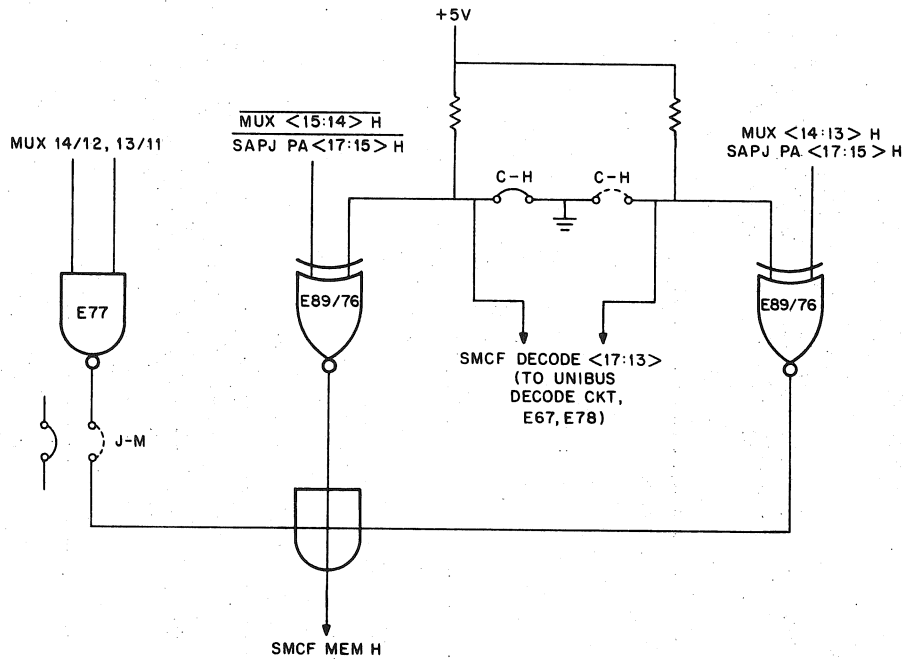 +5V
MUX 14/12, 13/11
MUX <15:14> H
SAPJ PA <17:15> H
MUX <14:13> H
SAPJ PA <17:15> H
C-H
C-H
E77
E89/76
E89/76
SMCF DECODE <17:13>
(TO UNIBUS
DECODE CKT,
E67, E78)
J-M
SMCF MEM H